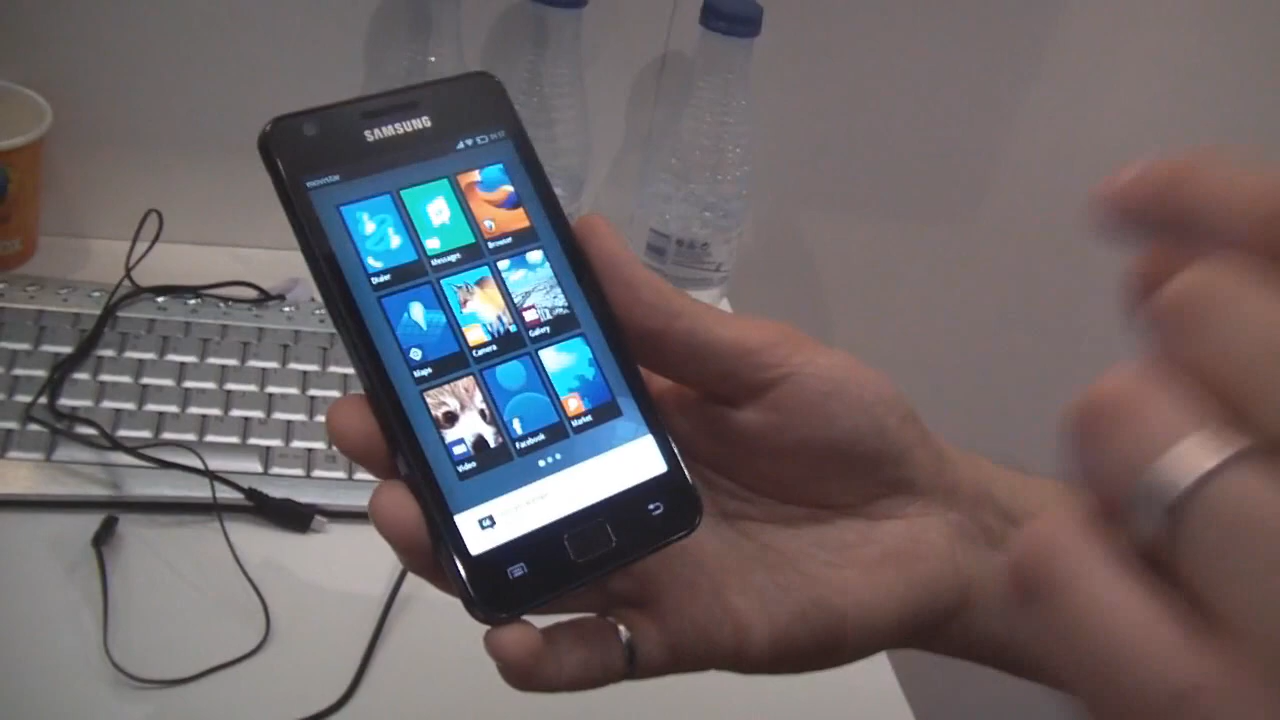 SAMSUNG
movistar
Dialer
Messages
Browser
Maps
Camera
Gallery
Video
Facebook
Market